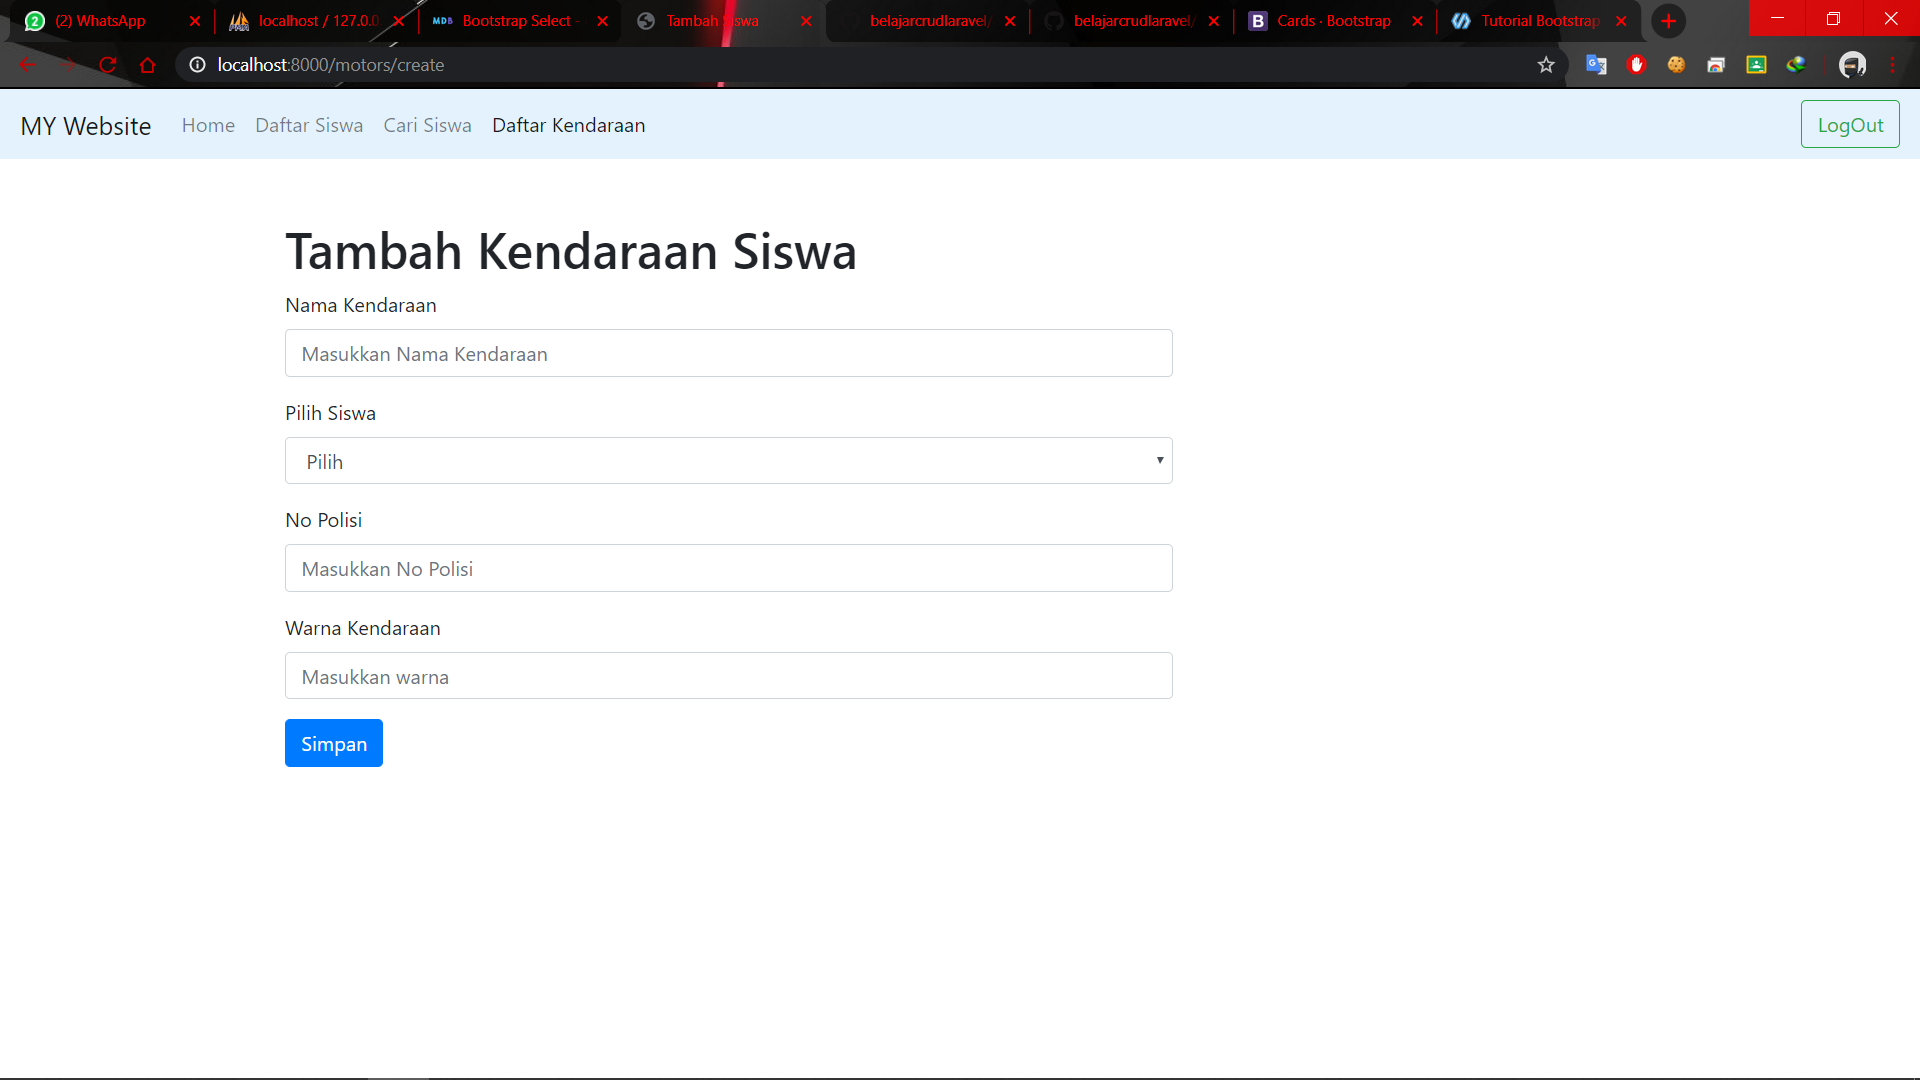 (2) WhatsApp
localhost / 127.0.0
MDB Bootstrap Select -
Tambah Siswa
belajarcrudlaravel/
belajarcrudlaravel/
B Cards · Bootstrap
Tutorial Bootstrap
localhost:8000/motors/create
MY Website Home Daftar Siswa Cari Siswa Daftar Kendaraan LogOut
Tambah Kendaraan Siswa
Nama Kendaraan
Masukkan Nama Kendaraan
Pilih Siswa
Pilih
No Polisi
Masukkan No Polisi
Warna Kendaraan
Masukkan warna
Simpan